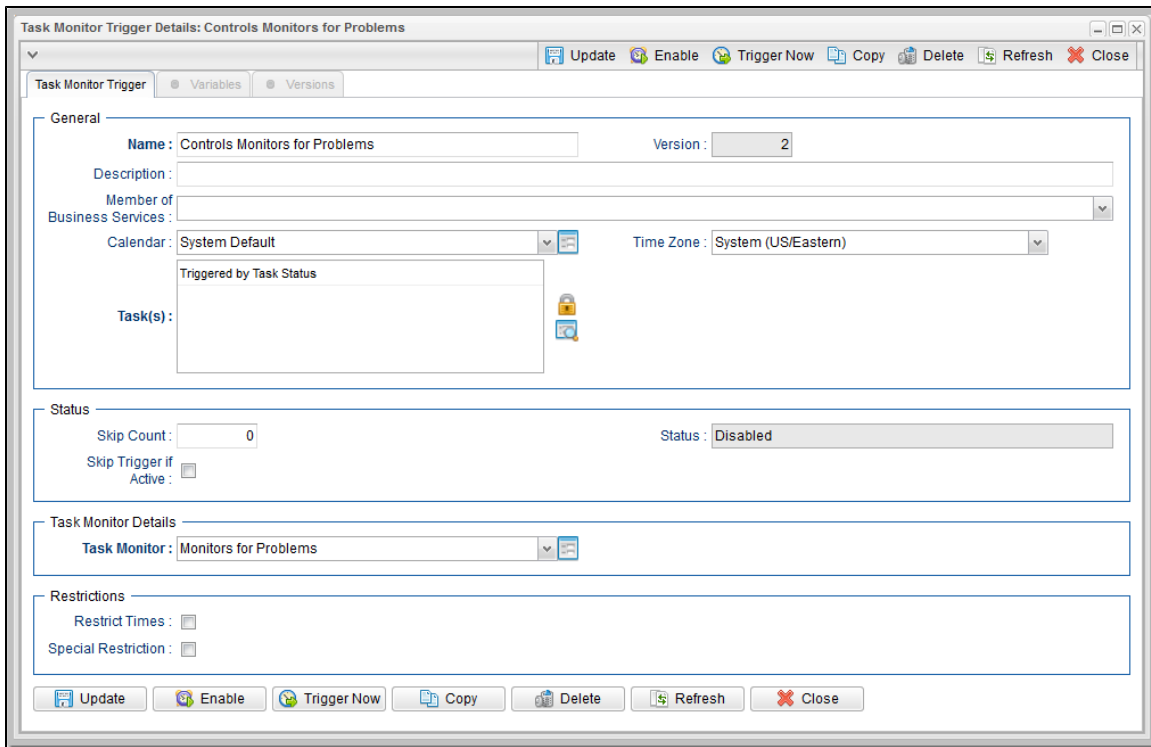 Task Monitor Trigger Details: Controls Monitors for Problems
Update Enable Trigger Now Copy Delete Refresh Close
Task Monitor Trigger Variables Versions
General
Name : Controls Monitors for Problems Version : 2
Description :
Member of
Business Services :
Calendar : System Default Time Zone : System (US/Eastern)
Triggered by Task Status
Task(s) :
Status
Skip Count : 0 Status : Disabled
Skip Trigger if
Active :
Task Monitor Details
Task Monitor : Monitors for Problems
Restrictions
Restrict Times :
Special Restriction :
Update Enable Trigger Now Copy Delete Refresh Close